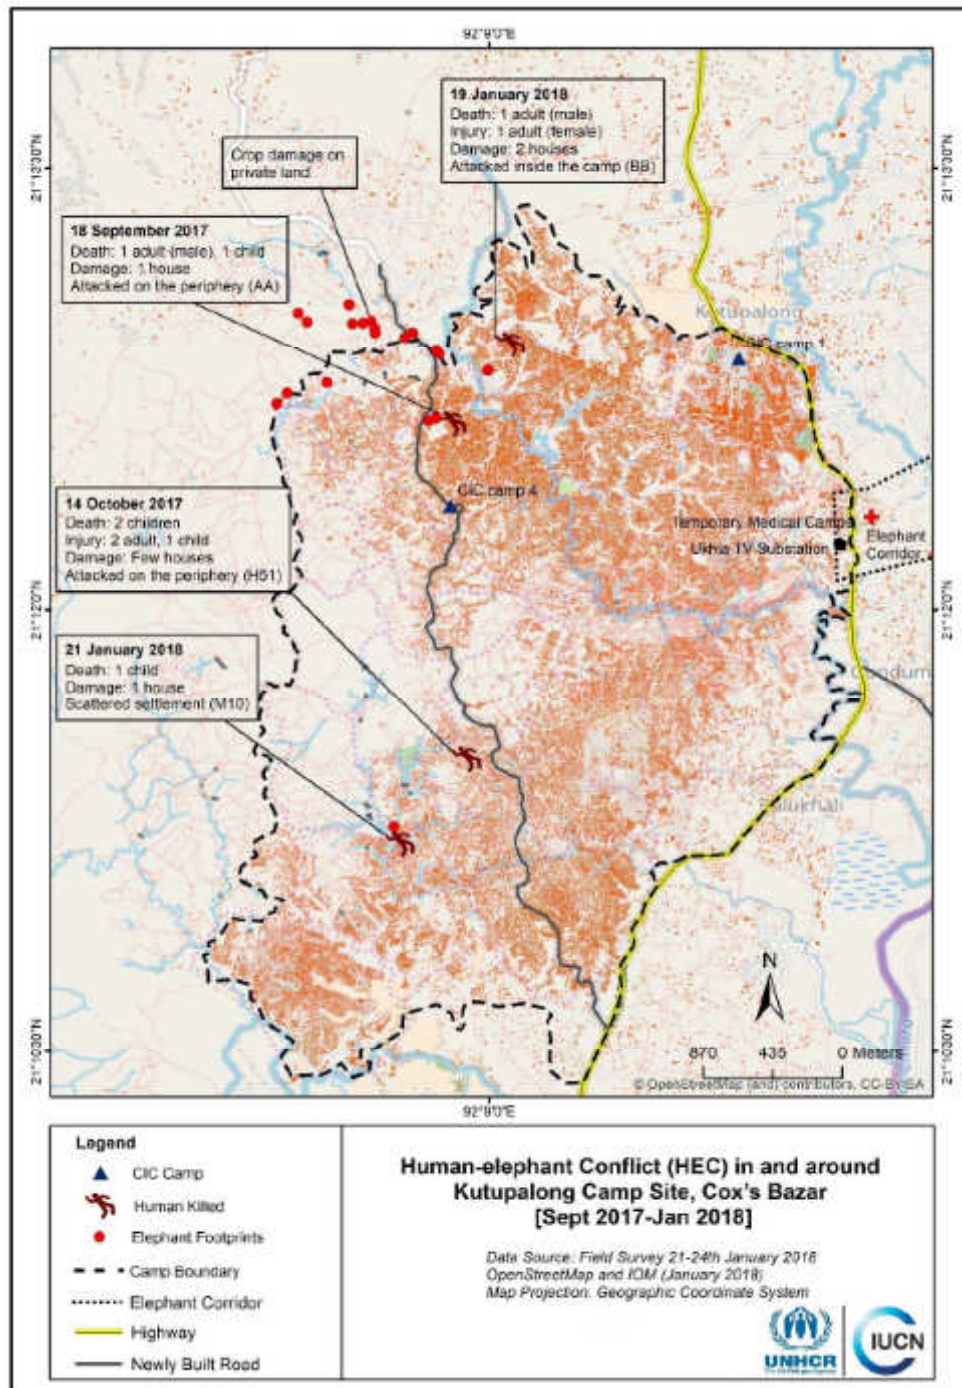 92°9'0"E
19 January 2018
Death: 1 adult (male)
Injury: 1 adult (female)
Damage: 2 houses
Attacked inside the camp (BB)
Crop damage on
private land
21°13'30"N
21°13'30"N
18 September 2017
Death: 1 adult (male), 1 child
Damage: 1 house
Attacked on the periphery (AA)
Kutupalong
CIC camp 1
14 October 2017
Death: 2 children
Injury: 2 adult, 1 child
Damage: Few houses
Attacked on the periphery (H51)
CIC camp 4
Temporary Medical Camps
Ukhia TV Substation
Elephant
Corridor
21°12'0"N
21°12'0"N
21 January 2018
Death: 1 child
Damage: 1 house
Scattered settlement (M10)
Balukhali
N
870 435 0 Meters
21°10'30"N
21°10'30"N
© OpenStreetMap (and) contributors, CC-BY-SA
92°9'0"E
Legend
CIC Camp
Human Killed
Elephant Footprints
Camp Boundary
Elephant Corridor
Highway
Newly Built Road
Human-elephant Conflict (HEC) in and around
Kutupalong Camp Site, Cox's Bazar
[Sept 2017-Jan 2018]
Data Source: Field Survey 21-24th January 2018
OpenStreetMap and IOM (January 2018)
Map Projection: Geographic Coordinate System
UNHCR
IUCN